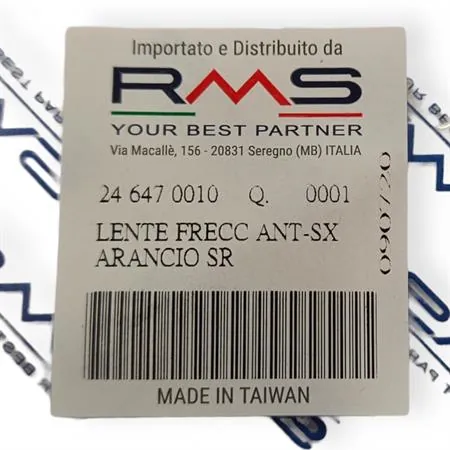 Importato e Distribuito da
RMS
YOUR BEST PARTNER
Via Macallè, 156 - 20831 Seregno (MB) ITALIA
24 647 0010 Q. 0001
090720
LENTE FRECC ANT-SX
ARANCIO SR
MADE IN TAIWAN